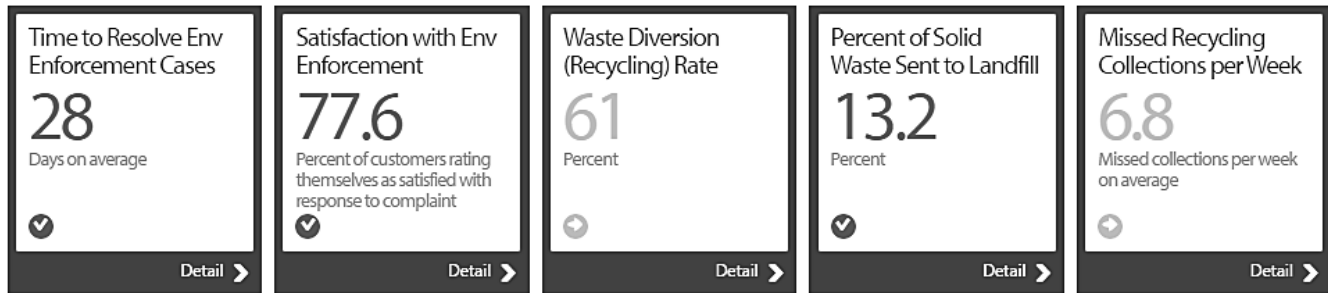 Time to Resolve Env
Enforcement Cases
28
Days on average
Detail
Satisfaction with Env
Enforcement
77.6
Percent of customers rating
themselves as satisfied with
response to complaint
Detail
Waste Diversion
(Recycling) Rate
61
Percent
Detail
Percent of Solid
Waste Sent to Landfill
13.2
Percent
Detail
Missed Recycling
Collections per Week
6.8
Missed collections per week
on average
Detail